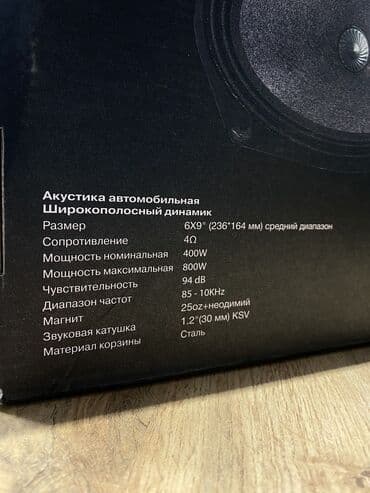 Акустика автомобильная
Широкополосный динамик
Размер 6X9" (236*164 мм) средний диапазон
Сопротивление 4Ω
Мощность номинальная 400W
Мощность максимальная 800W
Чувствительность 94 dB
Диапазон частот 85 - 10KHz
Магнит 25oz+неодимий
Звуковая катушка 1.2"(30 мм) KSV
Материал корзины Сталь